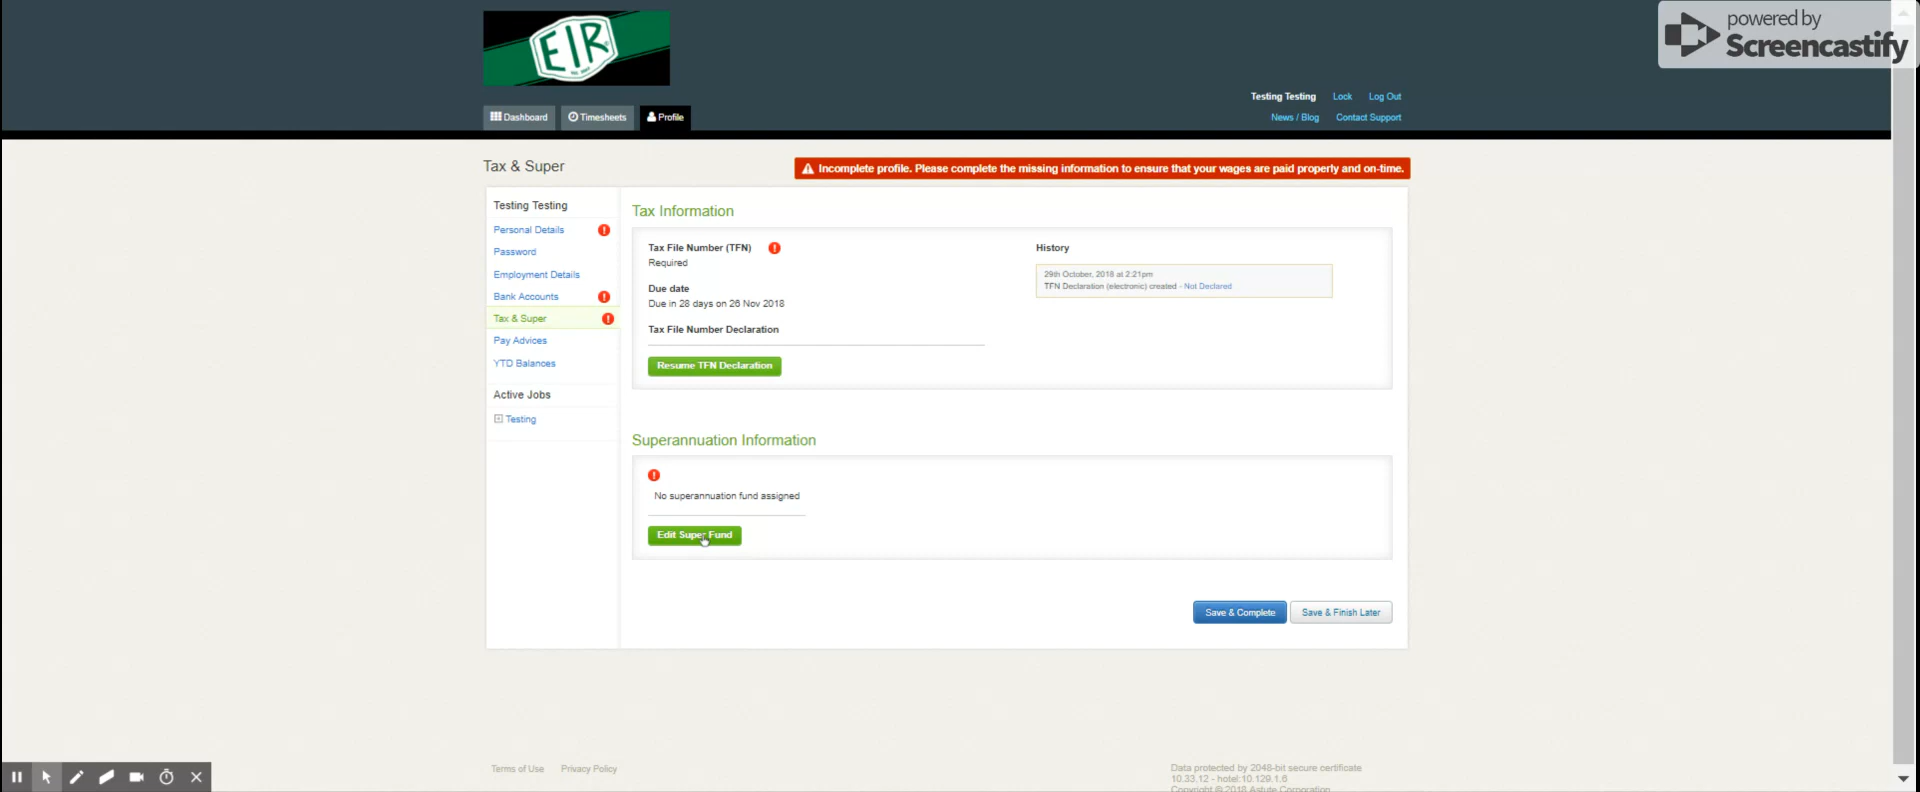 powered by
Screencastify
EIR
Testing Testing Lock Log Out
Dashboard Timesheets Profile
News / Blog Contact Support
Tax & Super
Incomplete profile. Please complete the missing information to ensure that your wages are paid properly and on-time.
Testing Testing
Personal Details
Password
Employment Details
Bank Accounts
Tax & Super
Pay Advices
YTD Balances
Active Jobs
Testing
Tax Information
Tax File Number (TFN)
Required
Due date
Due in 28 days on 26 Nov 2018
Tax File Number Declaration
Resume TFN Declaration
History
29th October, 2018 at 2:21pm
TFN Declaration (electronic) created - Not Declared
Superannuation Information
No superannuation fund assigned
Edit Super Fund
Save & Complete Save & Finish Later
Terms of Use Privacy Policy
Data protected by 2048-bit secure certificate
10.33.12 - hotel:10.129.1.6
Copyright © 2018 Astute Corporation